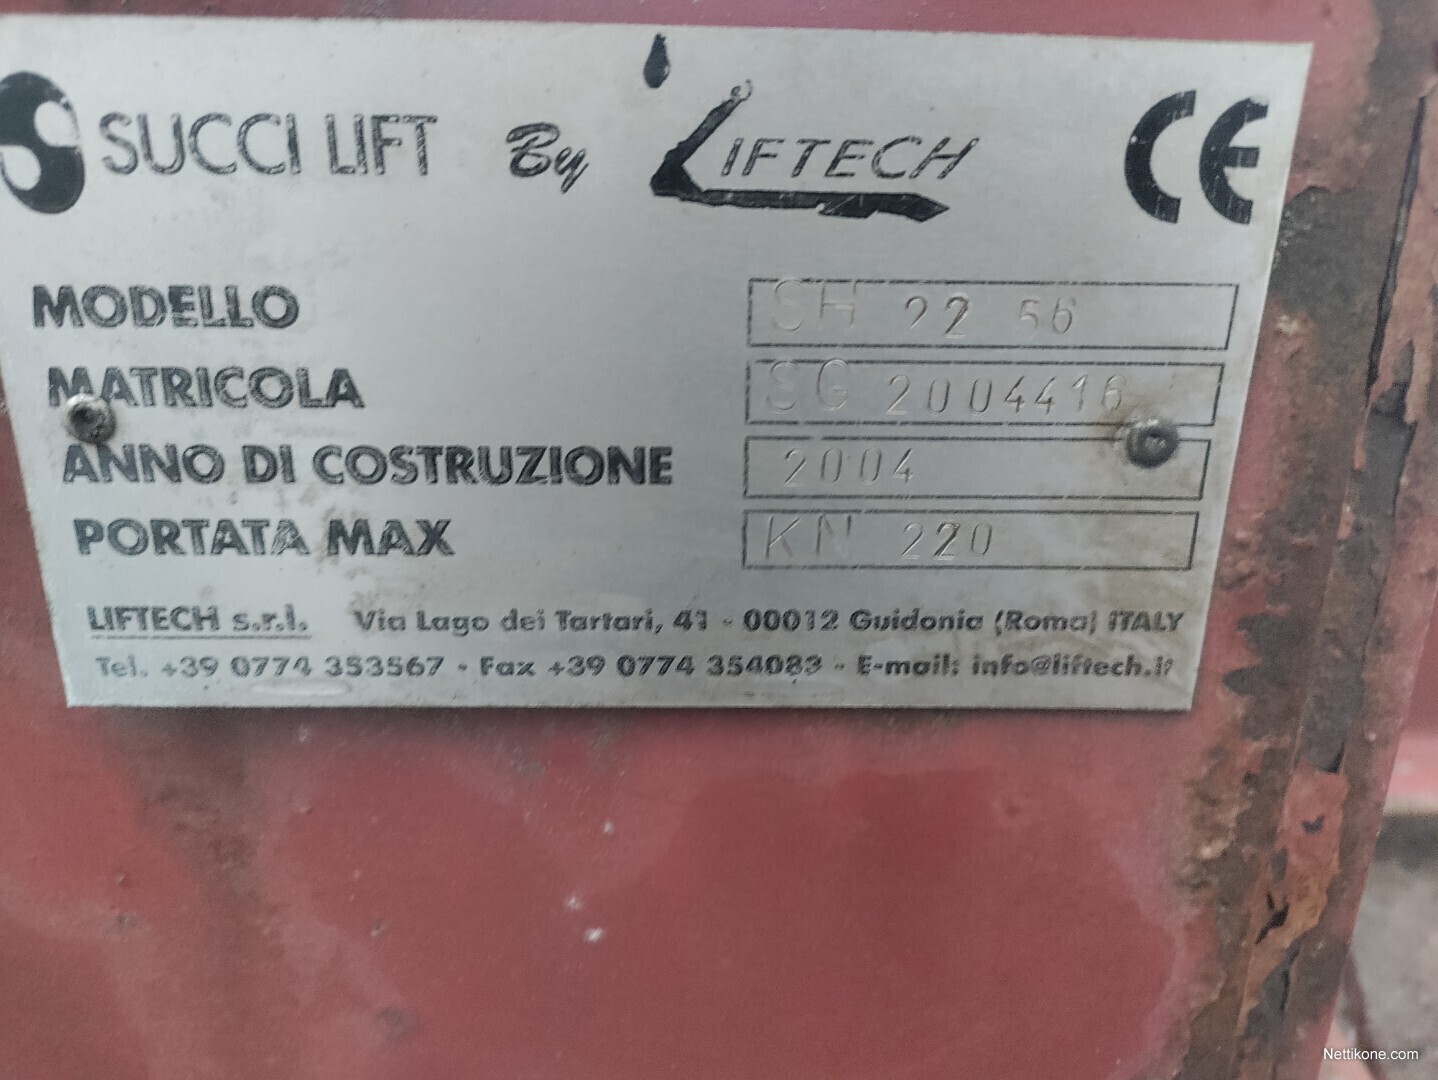 SUCCI LIFT By LIFTECH CE
MODELLO SH 22 56
MATRICOLA SG 2004416
ANNO DI COSTRUZIONE 2004
PORTATA MAX KN 220
LIFTECH s.r.l. Via Lago dei Tartari, 41 - 00012 Guidonia (Roma) ITALY
Tel. +39 0774 353567 - Fax +39 0774 354083 - E-mail: info@liftech.it
Nettikone.com